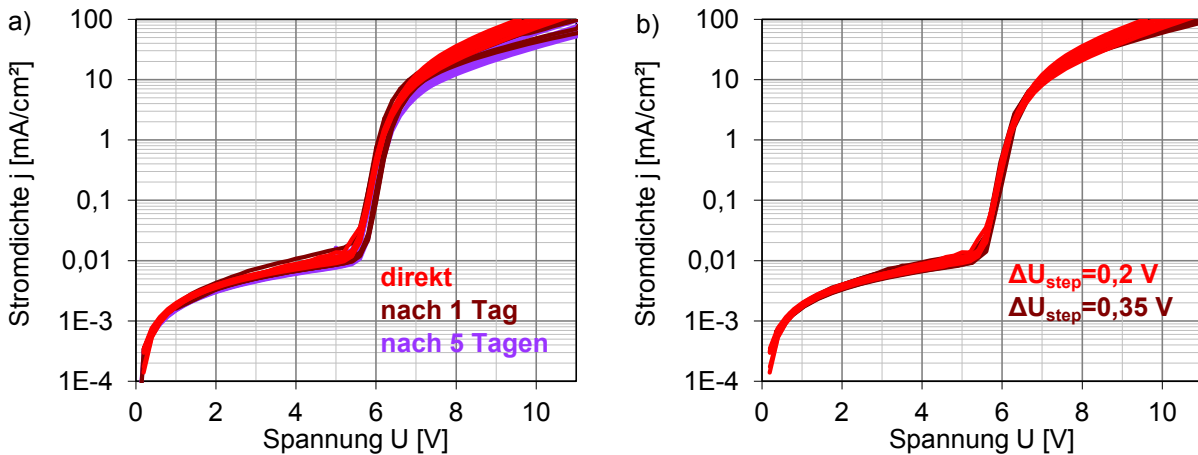 a)
Stromdichte j [mA/cm²]
100
10
1
0,1
0,01
1E-3
1E-4
direkt
nach 1 Tag
nach 5 Tagen
0 2 4 6 8 10
Spannung U [V]
b)
Stromdichte j [mA/cm²]
100
10
1
0,1
0,01
1E-3
1E-4
ΔUstep=0,2 V
ΔUstep=0,35 V
0 2 4 6 8 10
Spannung U [V]